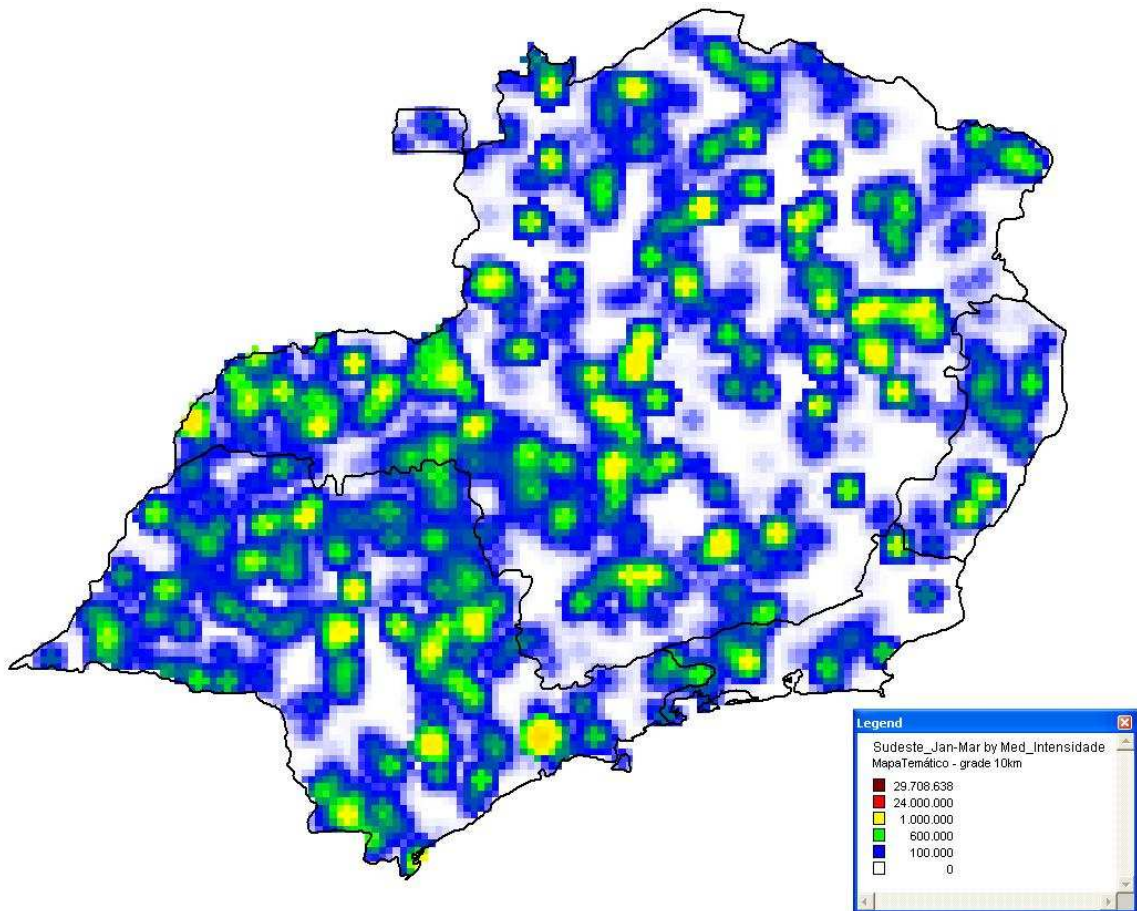 Legend
Sudeste_Jan-Mar by Med_Intensidade
MapaTemático - grade 10km
29.708.638
24.000.000
1.000.000
600.000
100.000
0